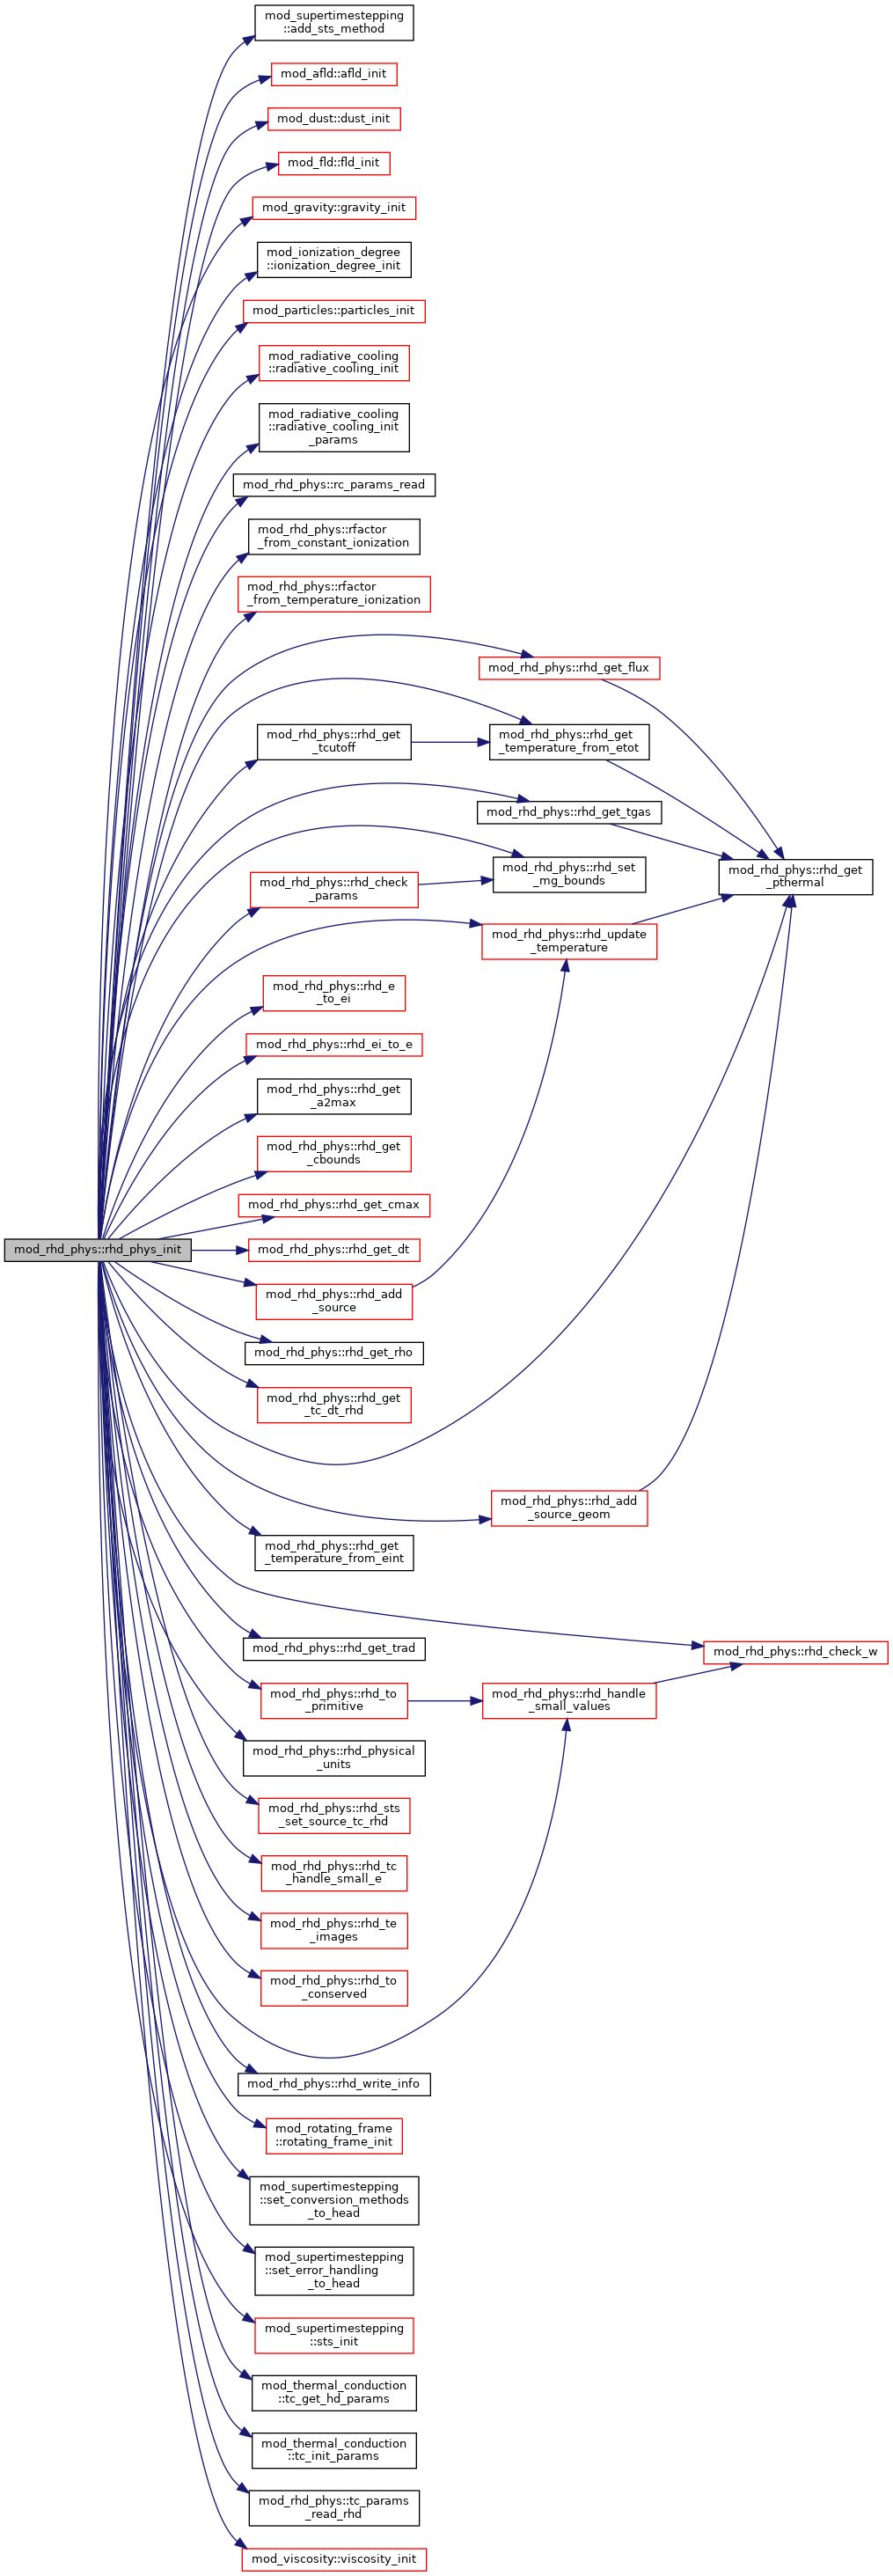 mod_supertimestepping
::add_sts_method
mod_afld::afld_init
mod_dust::dust_init
mod_fld::fld_init
mod_gravity::gravity_init
mod_ionization_degree
::ionization_degree_init
mod_particles::particles_init
mod_radiative_cooling
::radiative_cooling_init
mod_radiative_cooling
::radiative_cooling_init
_params
mod_rhd_phys::rc_params_read
mod_rhd_phys::rfactor
_from_constant_ionization
mod_rhd_phys::rfactor
_from_temperature_ionization
mod_rhd_phys::rhd_get_flux
mod_rhd_phys::rhd_get
_tcutoff
mod_rhd_phys::rhd_get
_temperature_from_etot
mod_rhd_phys::rhd_get_tgas
mod_rhd_phys::rhd_set
_mg_bounds
mod_rhd_phys::rhd_get
_pthermal
mod_rhd_phys::rhd_check
_params
mod_rhd_phys::rhd_update
_temperature
mod_rhd_phys::rhd_e
_to_ei
mod_rhd_phys::rhd_ei_to_e
mod_rhd_phys::rhd_get
_a2max
mod_rhd_phys::rhd_get
_cbounds
mod_rhd_phys::rhd_get_cmax
mod_rhd_phys::rhd_phys_init
mod_rhd_phys::rhd_get_dt
mod_rhd_phys::rhd_add
_source
mod_rhd_phys::rhd_get_rho
mod_rhd_phys::rhd_get
_tc_dt_rhd
mod_rhd_phys::rhd_add
_source_geom
mod_rhd_phys::rhd_get
_temperature_from_eint
mod_rhd_phys::rhd_get_trad
mod_rhd_phys::rhd_check_w
mod_rhd_phys::rhd_to
_primitive
mod_rhd_phys::rhd_handle
_small_values
mod_rhd_phys::rhd_physical
_units
mod_rhd_phys::rhd_sts
_set_source_tc_rhd
mod_rhd_phys::rhd_tc
_handle_small_e
mod_rhd_phys::rhd_te
_images
mod_rhd_phys::rhd_to
_conserved
mod_rhd_phys::rhd_write_info
mod_rotating_frame
::rotating_frame_init
mod_supertimestepping
::set_conversion_methods
_to_head
mod_supertimestepping
::set_error_handling
_to_head
mod_supertimestepping
::sts_init
mod_thermal_conduction
::tc_get_hd_params
mod_thermal_conduction
::tc_init_params
mod_rhd_phys::tc_params
_read_rhd
mod_viscosity::viscosity_init